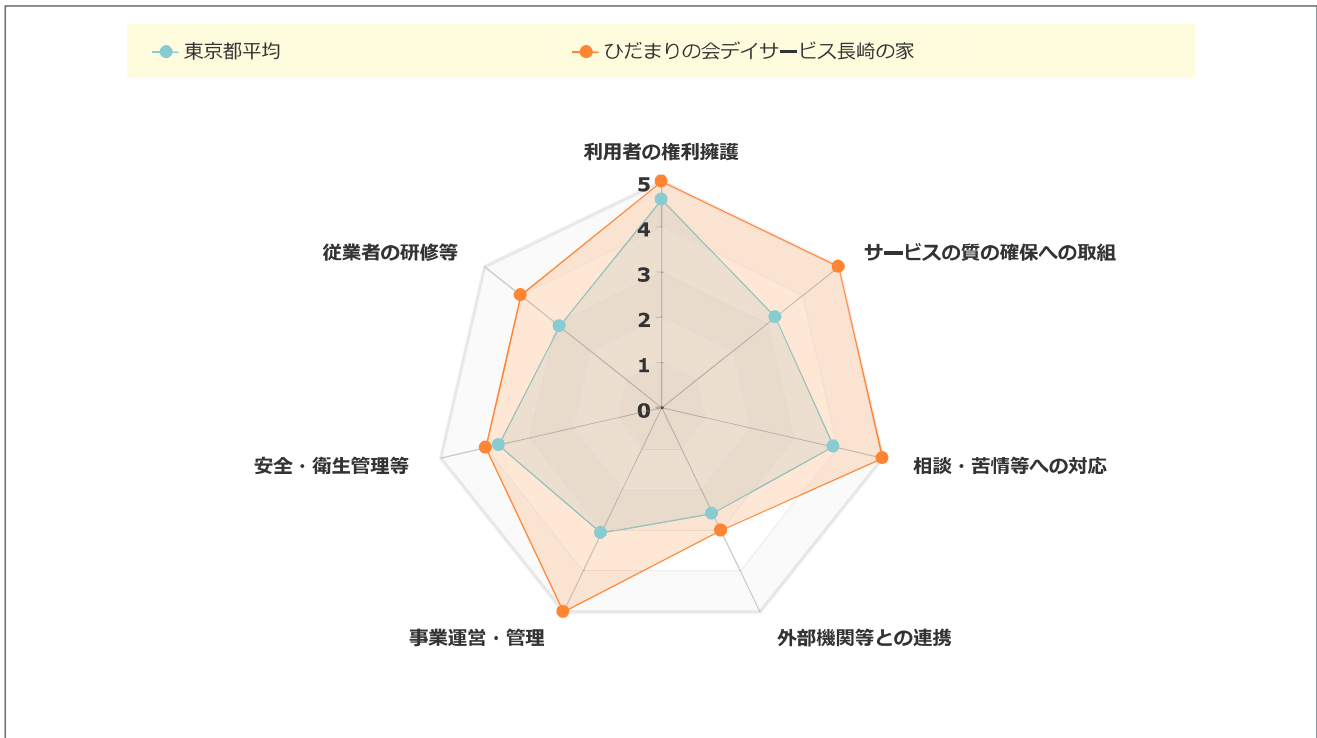 東京都平均
ひだまりの会デイサービス長崎の家
利用者の権利擁護
5
従業者の研修等
サービスの質の確保への取組
4
3
2
1
0
安全・衛生管理等
相談・苦情等への対応
事業運営・管理
外部機関等との連携